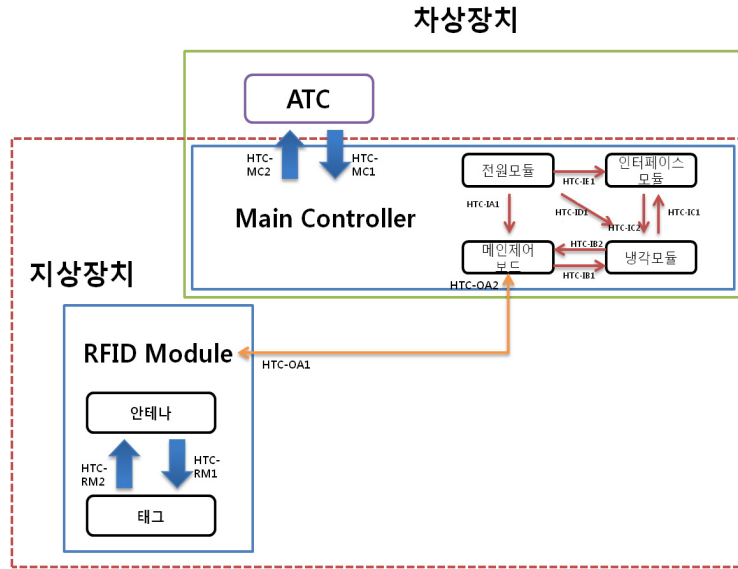 차상장치
ATC
HTC-
MC2
HTC-
MC1
전원모듈
인터페이스
모듈
HTC-IE1
HTC-IA1
HTC-ID1
HTC-IC2
HTC-IC1
Main Controller
메인제어
보드
HTC-IB2
HTC-IB1
냉각모듈
지상장치
HTC-OA2
RFID Module
HTC-OA1
안테나
HTC-
RM2
HTC-
RM1
태그